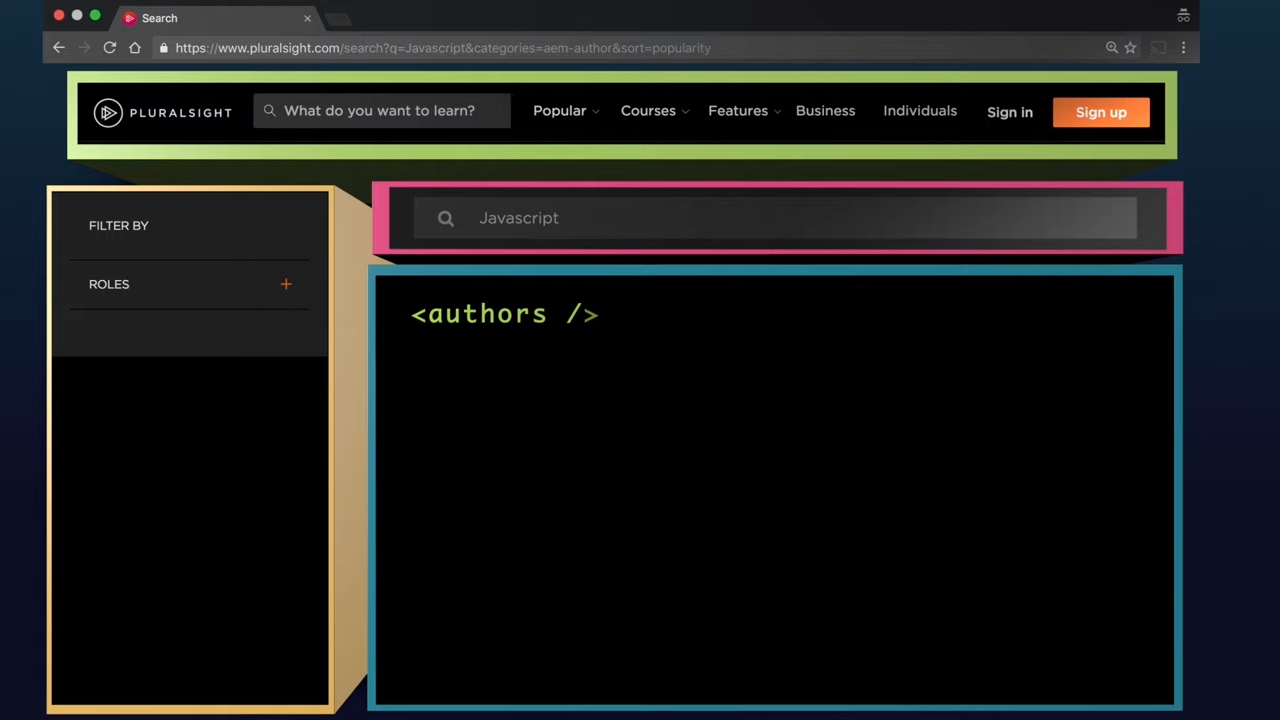 Search
https://www.pluralsight.com/search?q=Javascript&categories=aem-author&sort=popularity
PLURALSIGHT What do you want to learn? Popular Courses Features Business Individuals Sign in Sign up
FILTER BY
ROLES +
Javascript
<authors />